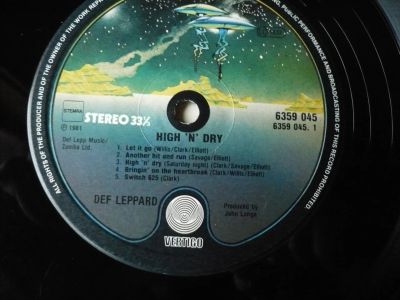 ALL RIGHTS OF THE PRODUCER AND OF THE OWNER OF THE WORK REPRO
PUBLIC PERFORMANCE AND BROADCASTING OF THIS RECORD PROHIBITED.
STEMRA
STEREO 33⅓
℗ 1981
6359 045
6359 045. 1
HIGH 'N' DRY
Def-Lepp Music/
Zomba Ltd.
1 Let it go (Willis/Clark/Elliott)
2 Another hit and run (Savage/Elliott)
3 High 'n' dry (Saturday night) (Clark/Savage/Elliott)
4 Bringin' on the heartbreak (Clark/Willis/Elliott)
5 Switch 625 (Clark)
DEF LEPPARD
Produced by
John Lange
VERTIGO